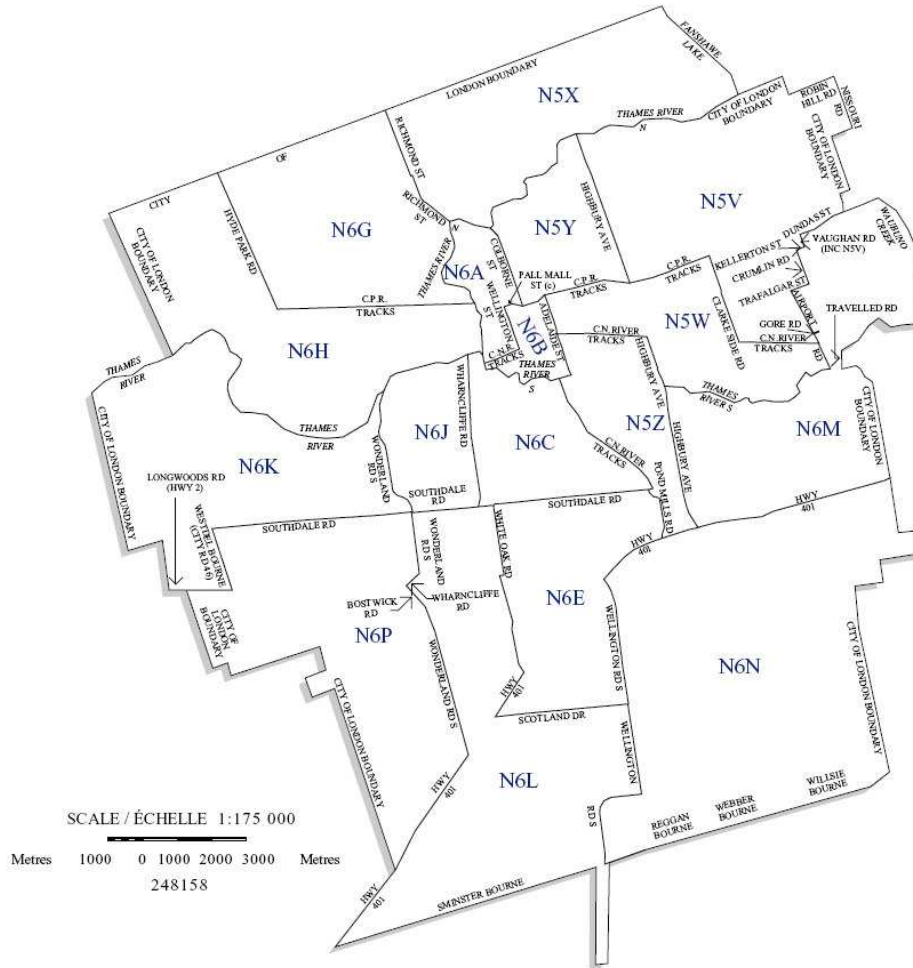 FANSHAWE
LAKE
LONDON BOUNDARY
N5X
THAMES RIVER
N
CITY OF LONDON
BOUNDARY
ROBIN
HILL RD
NISSOURI
RD
CITY OF LONDON
BOUNDARY
OF
CITY
RICHMOND ST
RICHMOND
ST
N
HYDE PARK RD
N6G
THAMES RIVER
N6A
COLBORNE
ST
N5Y
HIGHBURY AVE
N5V
DUNDAS ST
WAUBUNO
CREEK
KELLERTON ST
VAUGHAN RD
(INC N5V)
CRUMLIN RD
TRAFALGAR ST
AIRPORT
RD
TRAVELLED RD
GORE RD
CITY OF LONDON
BOUNDARY
PALL MALL
ST (c)
C.P.R.
TRACKS
C.P.R.
TRACKS
C.P.R.
TRACKS
WELLINGTON
ST
N6B
ADELAIDE ST
N5W
CLARKE SIDE RD
C.N. RIVER
TRACKS
C.N. RIVER
TRACKS
C.N.R.
TRACKS
THAMES
RIVER
S
N6H
THAMES
RIVER
THAMES
RIVER
THAMES
RIVER S
WHARNCLIFFE RD
HIGHBURY AVE
N6J
N6C
N5Z
HIGHBURY AVE
N6M
CITY OF LONDON
BOUNDARY
CITY OF LONDON BOUNDARY
N6K
WONDERLAND
RD S
C.N. RIVER
TRACKS
POND MILLS RD
LONGWOODS RD
(HWY 2)
WESTDEL BOURNE
(CITY RD 46)
SOUTHDALE RD
SOUTHDALE
RD
SOUTHDALE RD
HWY
401
HWY
401
WONDERLAND
RD S
WHITE OAK RD
BOSTWICK
RD
WHARNCLIFFE
RD
CITY OF
LONDON
BOUNDARY
N6P
N6E
WELLINGTON RD S
N6N
CITY OF LONDON BOUNDARY
WONDERLAND RD S
CITY OF LONDON BOUNDARY
HWY
401
SCOTLAND DR
WELLINGTON
RD S
N6L
HWY
401
REGGAN
BOURNE
WEBBER
BOURNE
WILLSIE
BOURNE
SMINSTER BOURNE
HWY
401
SCALE / ÉCHELLE 1:175 000
Metres 1000 0 1000 2000 3000 Metres
248158